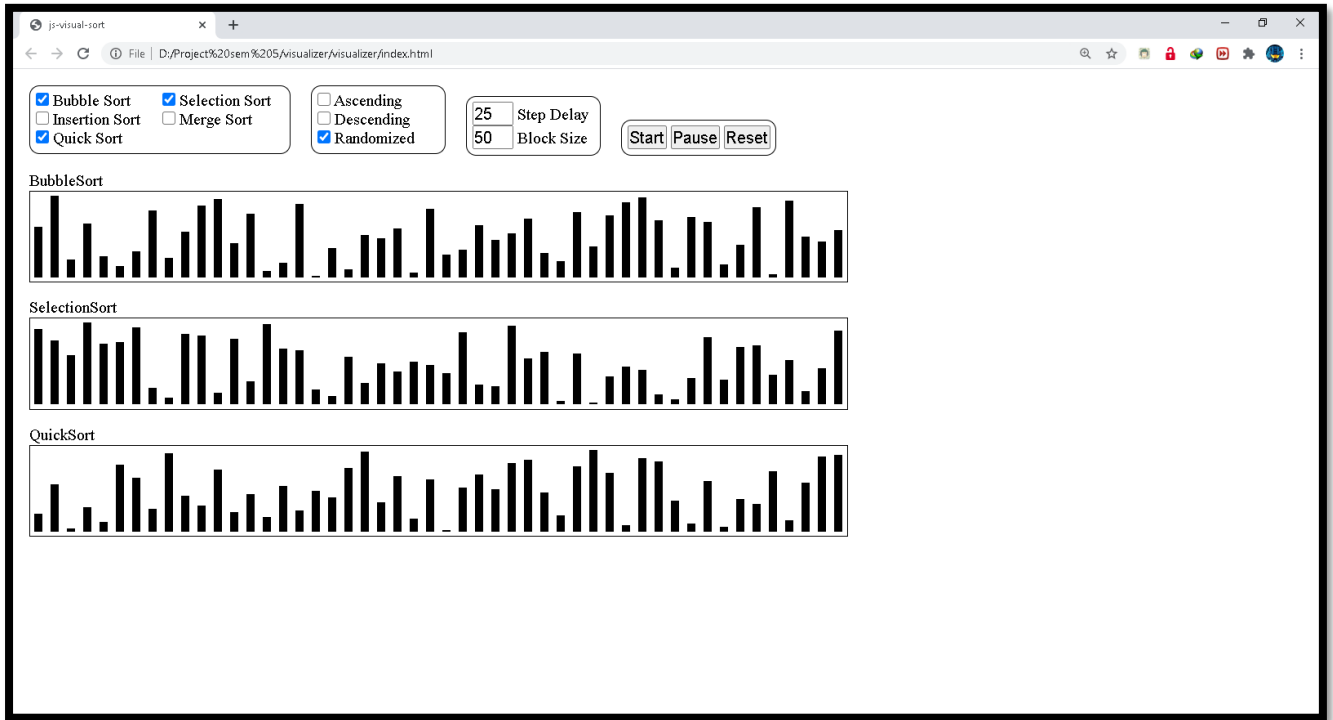 js-visual-sort
File D:/Project%20sem%205/visualizer/visualizer/index.html
Bubble Sort Selection Sort Ascending
Insertion Sort Merge Sort Descending
Quick Sort Randomized
25 Step Delay
50 Block Size
Start Pause Reset
BubbleSort
SelectionSort
QuickSort